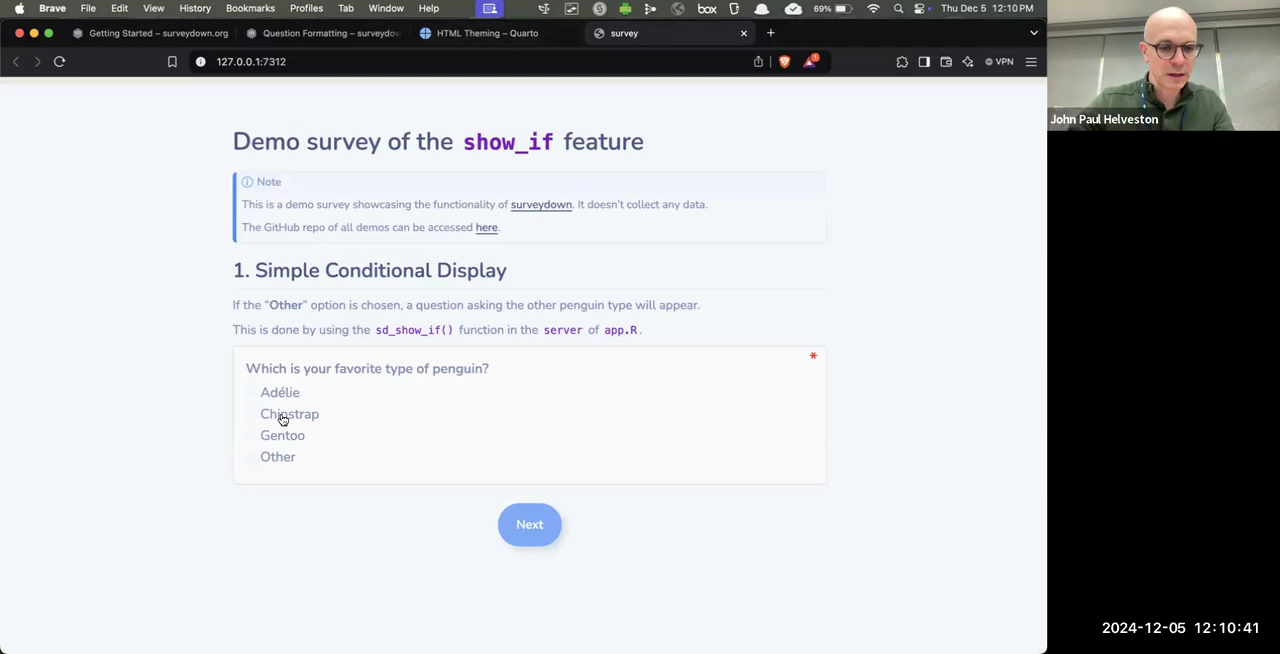 Brave File Edit View History Bookmarks Profiles Tab Window Help box 69% Thu Dec 5 12:10 PM
Getting Started – surveydown.org
Question Formatting – surveydow
HTML Theming – Quarto
survey
127.0.0.1:7312
VPN
John Paul Helveston
Demo survey of the show_if feature
Note
This is a demo survey showcasing the functionality of surveydown. It doesn't collect any data.
The GitHub repo of all demos can be accessed here.
1. Simple Conditional Display
If the "Other" option is chosen, a question asking the other penguin type will appear.
This is done by using the sd_show_if() function in the server of app.R.
*
Which is your favorite type of penguin?
Adélie
Chinstrap
Gentoo
Other
Next
2024-12-05 12:10:41